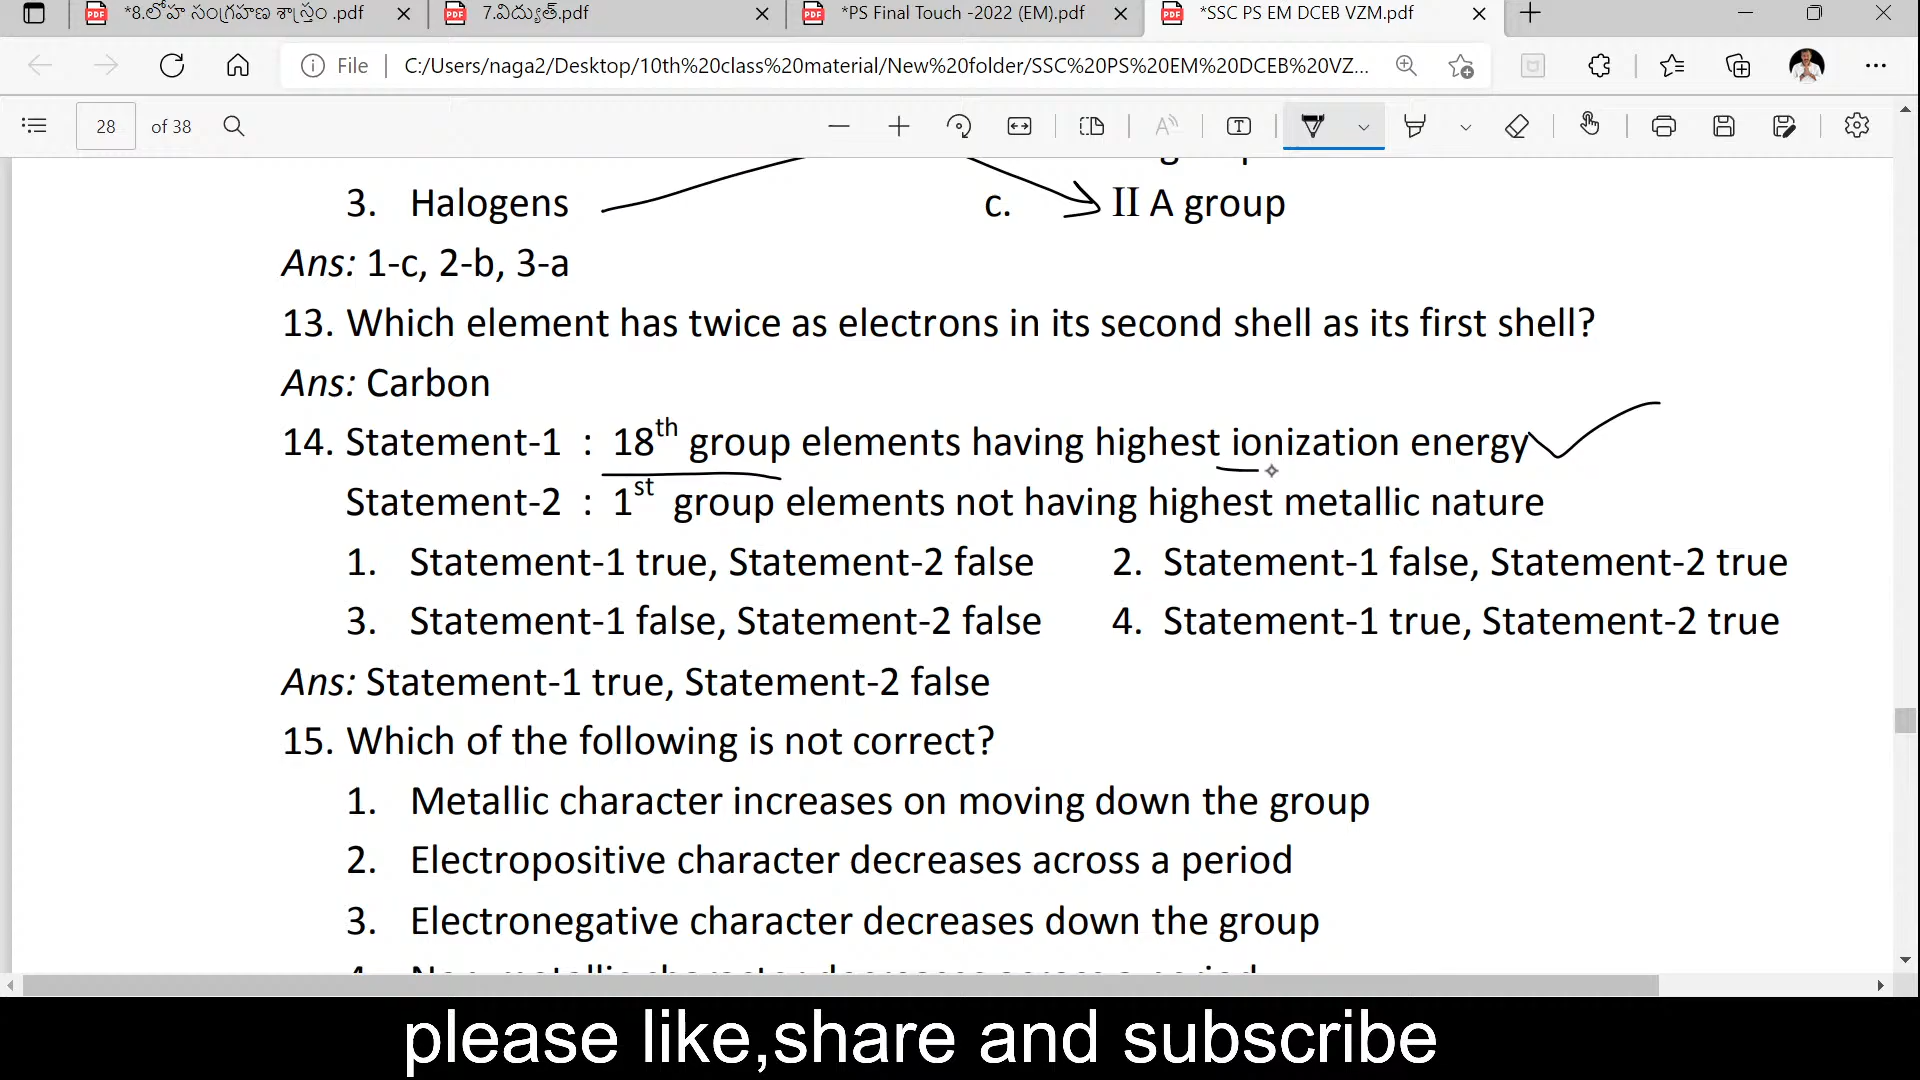 *8.లోహ సంగ్రహణ శాస్త్రం .pdf
7.విద్యుత్.pdf
*PS Final Touch -2022 (EM).pdf
*SSC PS EM DCEB VZM.pdf
File
C:/Users/naga2/Desktop/10th%20class%20material/New%20folder/SSC%20PS%20EM%20DCEB%20VZ...
28 of 38
3. Halogens c. II A group
Ans: 1-c, 2-b, 3-a
13. Which element has twice as electrons in its second shell as its first shell?
Ans: Carbon
14. Statement-1 : 18th group elements having highest ionization energy
Statement-2 : 1st group elements not having highest metallic nature
1. Statement-1 true, Statement-2 false 2. Statement-1 false, Statement-2 true
3. Statement-1 false, Statement-2 false 4. Statement-1 true, Statement-2 true
Ans: Statement-1 true, Statement-2 false
15. Which of the following is not correct?
1. Metallic character increases on moving down the group
2. Electropositive character decreases across a period
3. Electronegative character decreases down the group
please like,share and subscribe